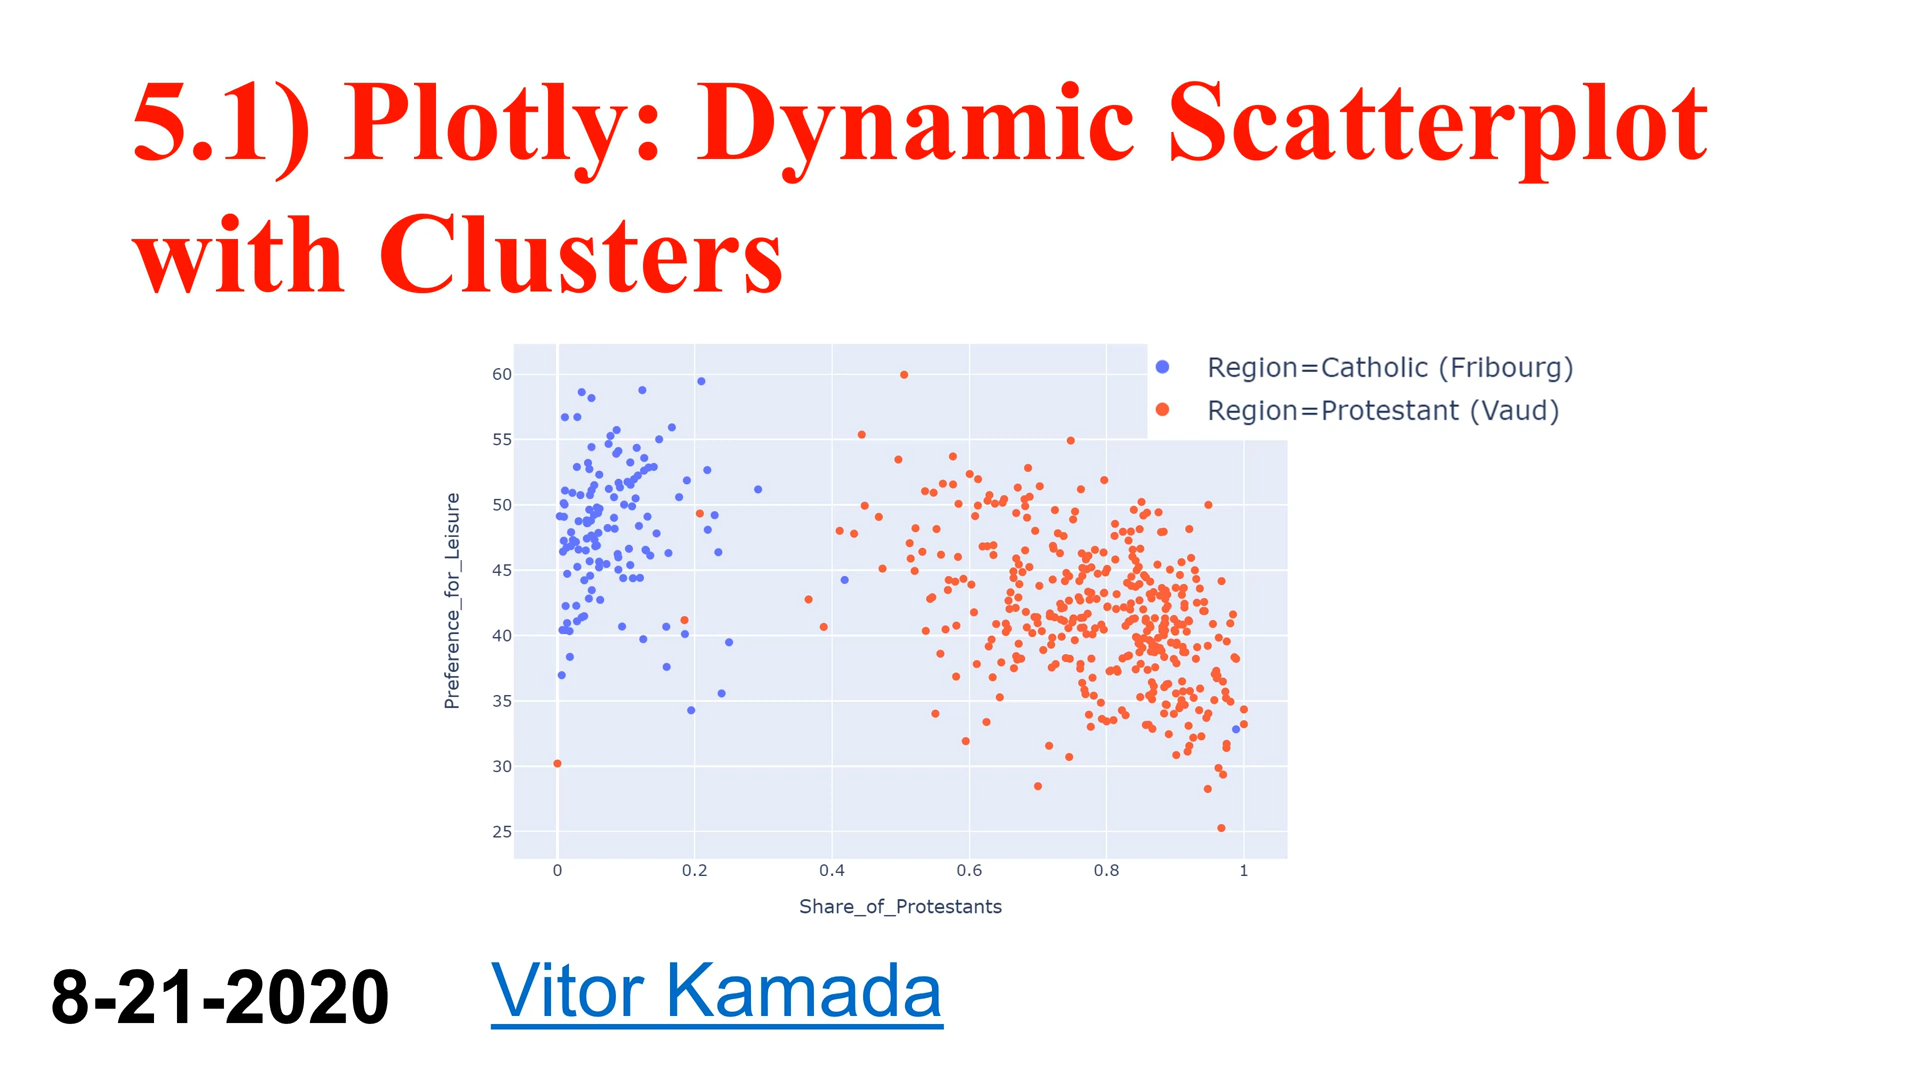 5.1) Plotly: Dynamic Scatterplot
with Clusters
Region=Catholic (Fribourg)
Region=Protestant (Vaud)
60
55
50
45
40
35
30
25
Preference_for_Leisure
0 0.2 0.4 0.6 0.8 1
Share_of_Protestants
8-21-2020 Vitor Kamada